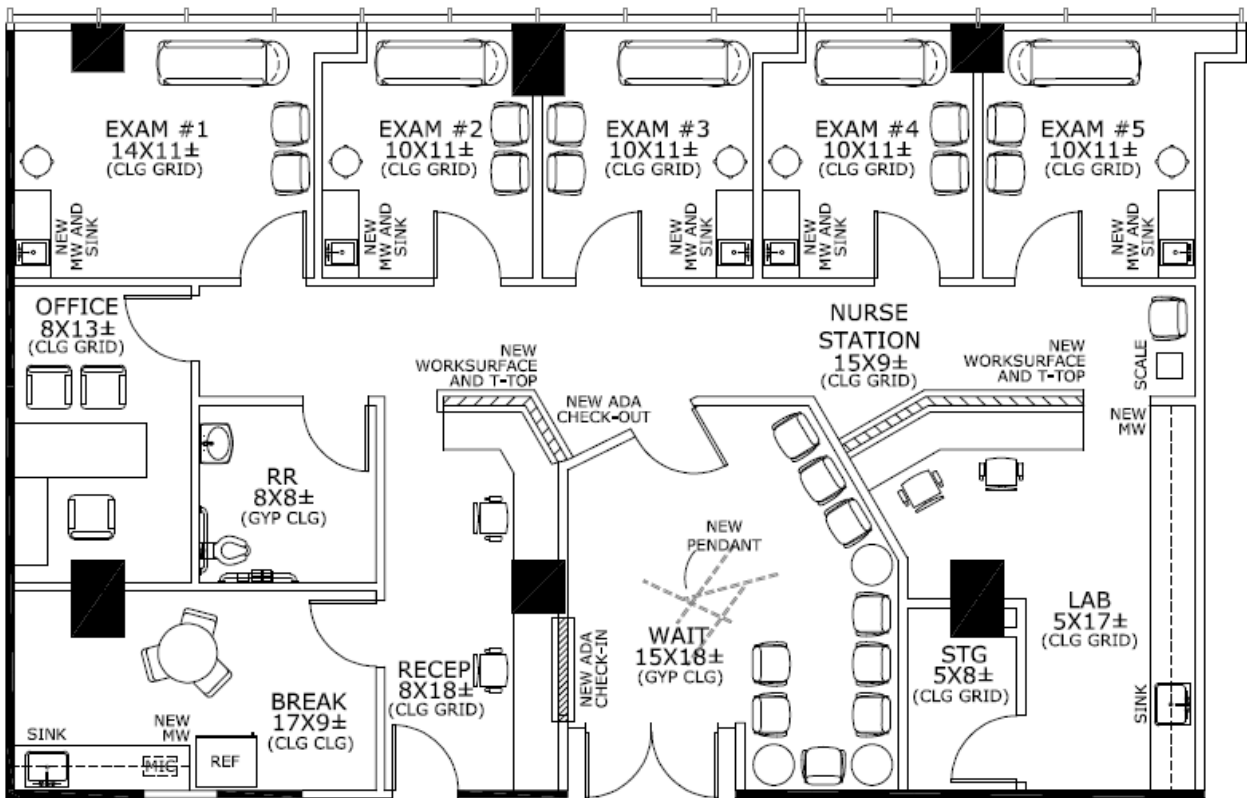 EXAM #1
14X11±
(CLG GRID)
EXAM #2
10X11±
(CLG GRID)
EXAM #3
10X11±
(CLG GRID)
EXAM #4
10X11±
(CLG GRID)
EXAM #5
10X11±
(CLG GRID)
NEW
MW AND
SINK
NEW
MW AND
SINK
NEW
MW AND
SINK
NEW
MW AND
SINK
NEW
MW AND
SINK
OFFICE
8X13±
(CLG GRID)
NEW
WORKSURFACE
AND T-TOP
NEW ADA
CHECK-OUT
NURSE
STATION
15X9±
(CLG GRID)
NEW
WORKSURFACE
AND T-TOP
SCALE
NEW
MW
RR
8X8±
(GYP CLG)
NEW
PENDANT
WAIT
15X18±
(GYP CLG)
NEW ADA
CHECK-IN
RECEP
8X18±
(CLG GRID)
BREAK
17X9±
(CLG CLG)
SINK
NEW
MW
MIC
REF
STG
5X8±
(CLG GRID)
LAB
5X17±
(CLG GRID)
SINK